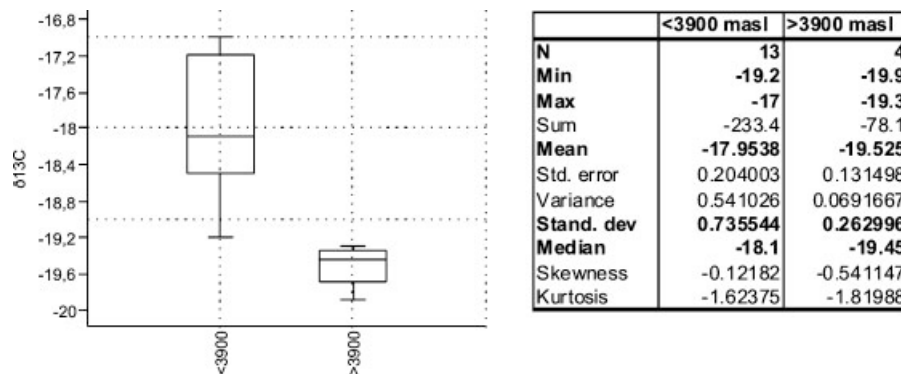 -16,8
-17,2
-17,6
-18
-18,4
-18,8
-19,2
-19,6
-20
δ13C
<3900
>3900
<3900 masl >3900 masl
N 13 4
Min -19.2 -19.9
Max -17 -19.3
Sum -233.4 -78.1
Mean -17.9538 -19.525
Std. error 0.204003 0.131498
Variance 0.541026 0.0691667
Stand. dev 0.735544 0.262996
Median -18.1 -19.45
Skewness -0.12182 -0.541147
Kurtosis -1.62375 -1.81988